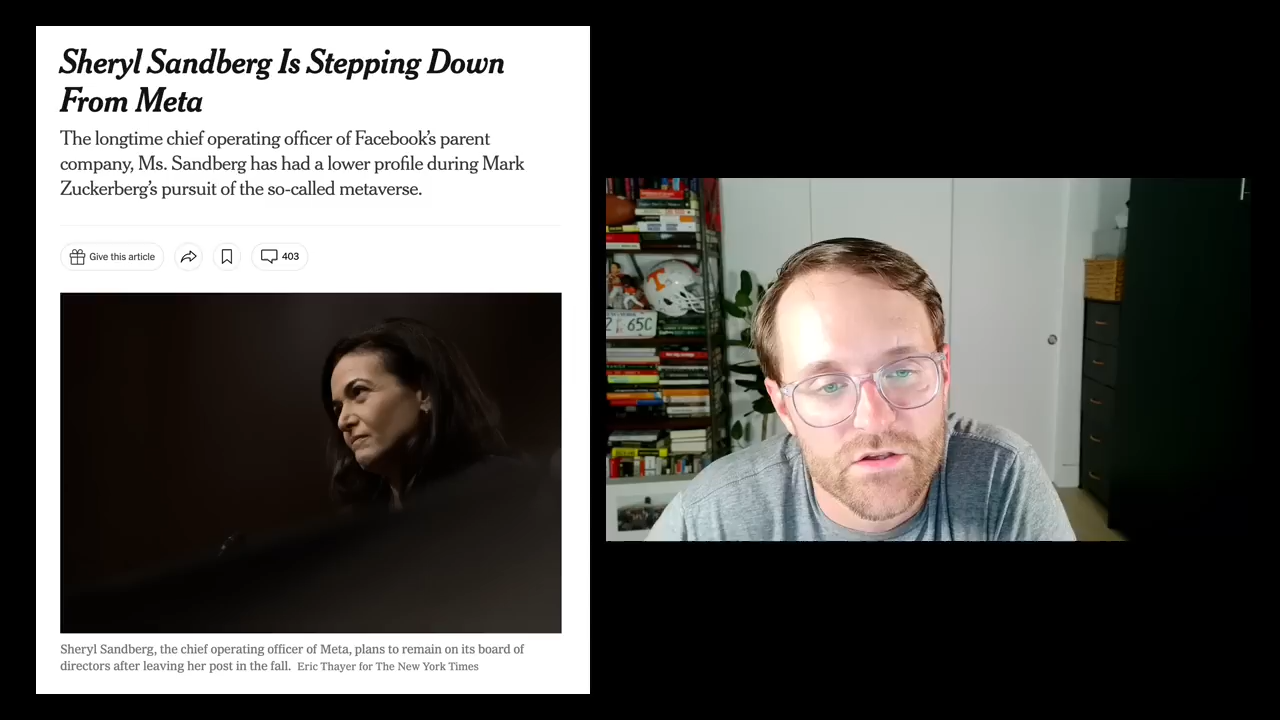 Sheryl Sandberg Is Stepping Down
From Meta
The longtime chief operating officer of Facebook's parent
company, Ms. Sandberg has had a lower profile during Mark
Zuckerberg's pursuit of the so-called metaverse.
Give this article
403
Sheryl Sandberg, the chief operating officer of Meta, plans to remain on its board of
directors after leaving her post in the fall. Eric Thayer for The New York Times
T
65C